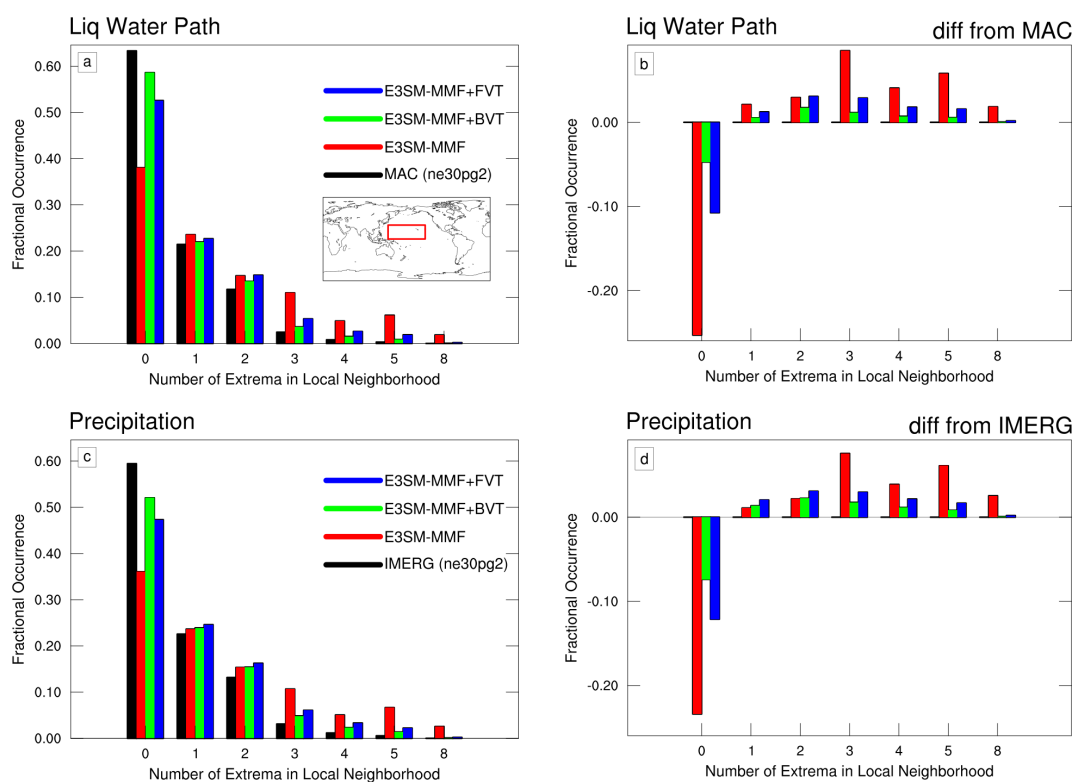 Liq Water Path
a
0.60
0.50
0.40
0.30
0.20
0.10
0.00
Fractional Occurrence
E3SM-MMF+FVT
E3SM-MMF+BVT
E3SM-MMF
MAC (ne30pg2)
0 1 2 3 4 5 8
Number of Extrema in Local Neighborhood
Liq Water Path diff from MAC
b
0.00
-0.10
-0.20
Fractional Occurrence
0 1 2 3 4 5 8
Number of Extrema in Local Neighborhood
Precipitation
c
0.60
0.50
0.40
0.30
0.20
0.10
0.00
Fractional Occurrence
E3SM-MMF+FVT
E3SM-MMF+BVT
E3SM-MMF
IMERG (ne30pg2)
0 1 2 3 4 5 8
Number of Extrema in Local Neighborhood
Precipitation diff from IMERG
d
0.00
-0.10
-0.20
Fractional Occurrence
0 1 2 3 4 5 8
Number of Extrema in Local Neighborhood